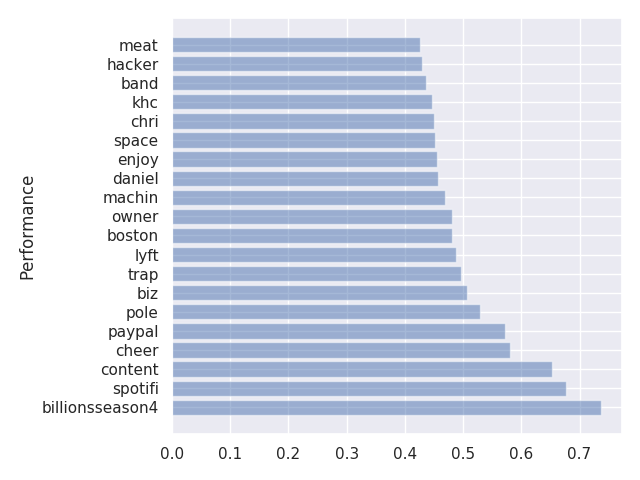 meat
hacker
band
khc
chri
space
enjoy
daniel
machin
owner
boston
lyft
trap
biz
pole
paypal
cheer
content
spotifi
billionsseason4
Performance
0.0 0.1 0.2 0.3 0.4 0.5 0.6 0.7